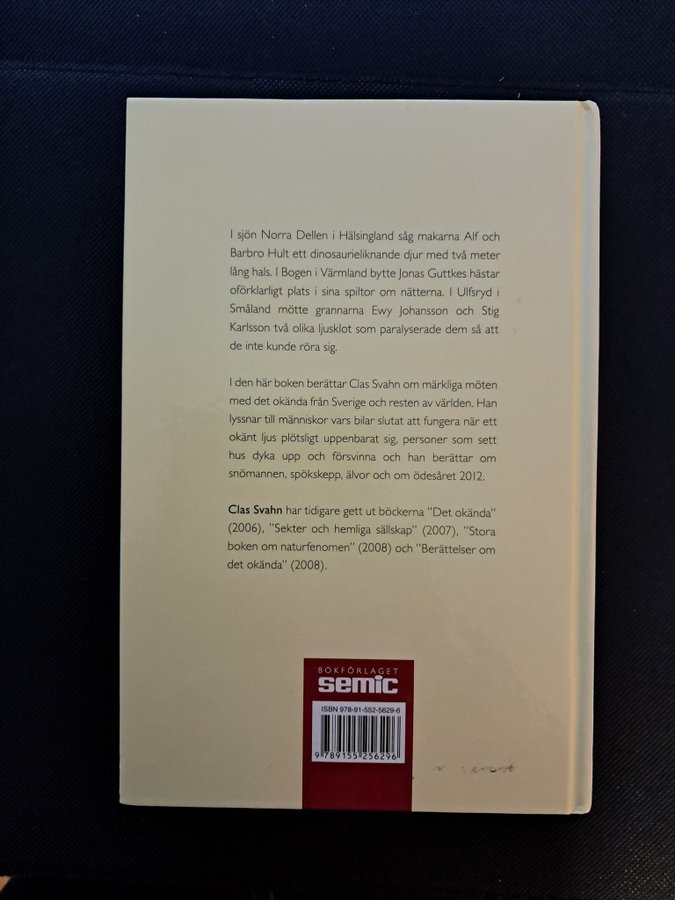 I sjön Norra Dellen i Hälsingland såg makarna Alf och
Barbro Hult ett dinosaurieliknande djur med två meter
lång hals. I Bogen i Värmland bytte Jonas Guttkes hästar
oförklarligt plats i sina spiltor om nätterna. I Ulfsryd i
Småland mötte grannarna Ewy Johansson och Stig
Karlsson två olika ljusklot som paralyserade dem så att
de inte kunde röra sig.
I den här boken berättar Clas Svahn om märkliga möten
med det okända från Sverige och resten av världen. Han
lyssnar till människor vars bilar slutat att fungera när ett
okänt ljus plötsligt uppenbarat sig, personer som sett
hus dyka upp och försvinna och han berättar om
snömannen, spökskepp, älvor och om ödesåret 2012.
Clas Svahn har tidigare gett ut böckerna ”Det okända”
(2006), ”Sekter och hemliga sällskap” (2007), ”Stora
boken om naturfenomen” (2008) och ”Berättelser om
det okända” (2008).
BOKFÖRLAGET
semic
ISBN 978-91-552-5629-6
9 789155 256296